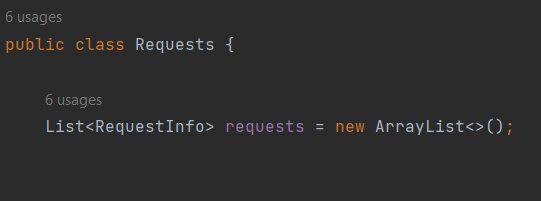 6 usages
public class Requests {
6 usages
List<RequestInfo> requests = new ArrayList<>();